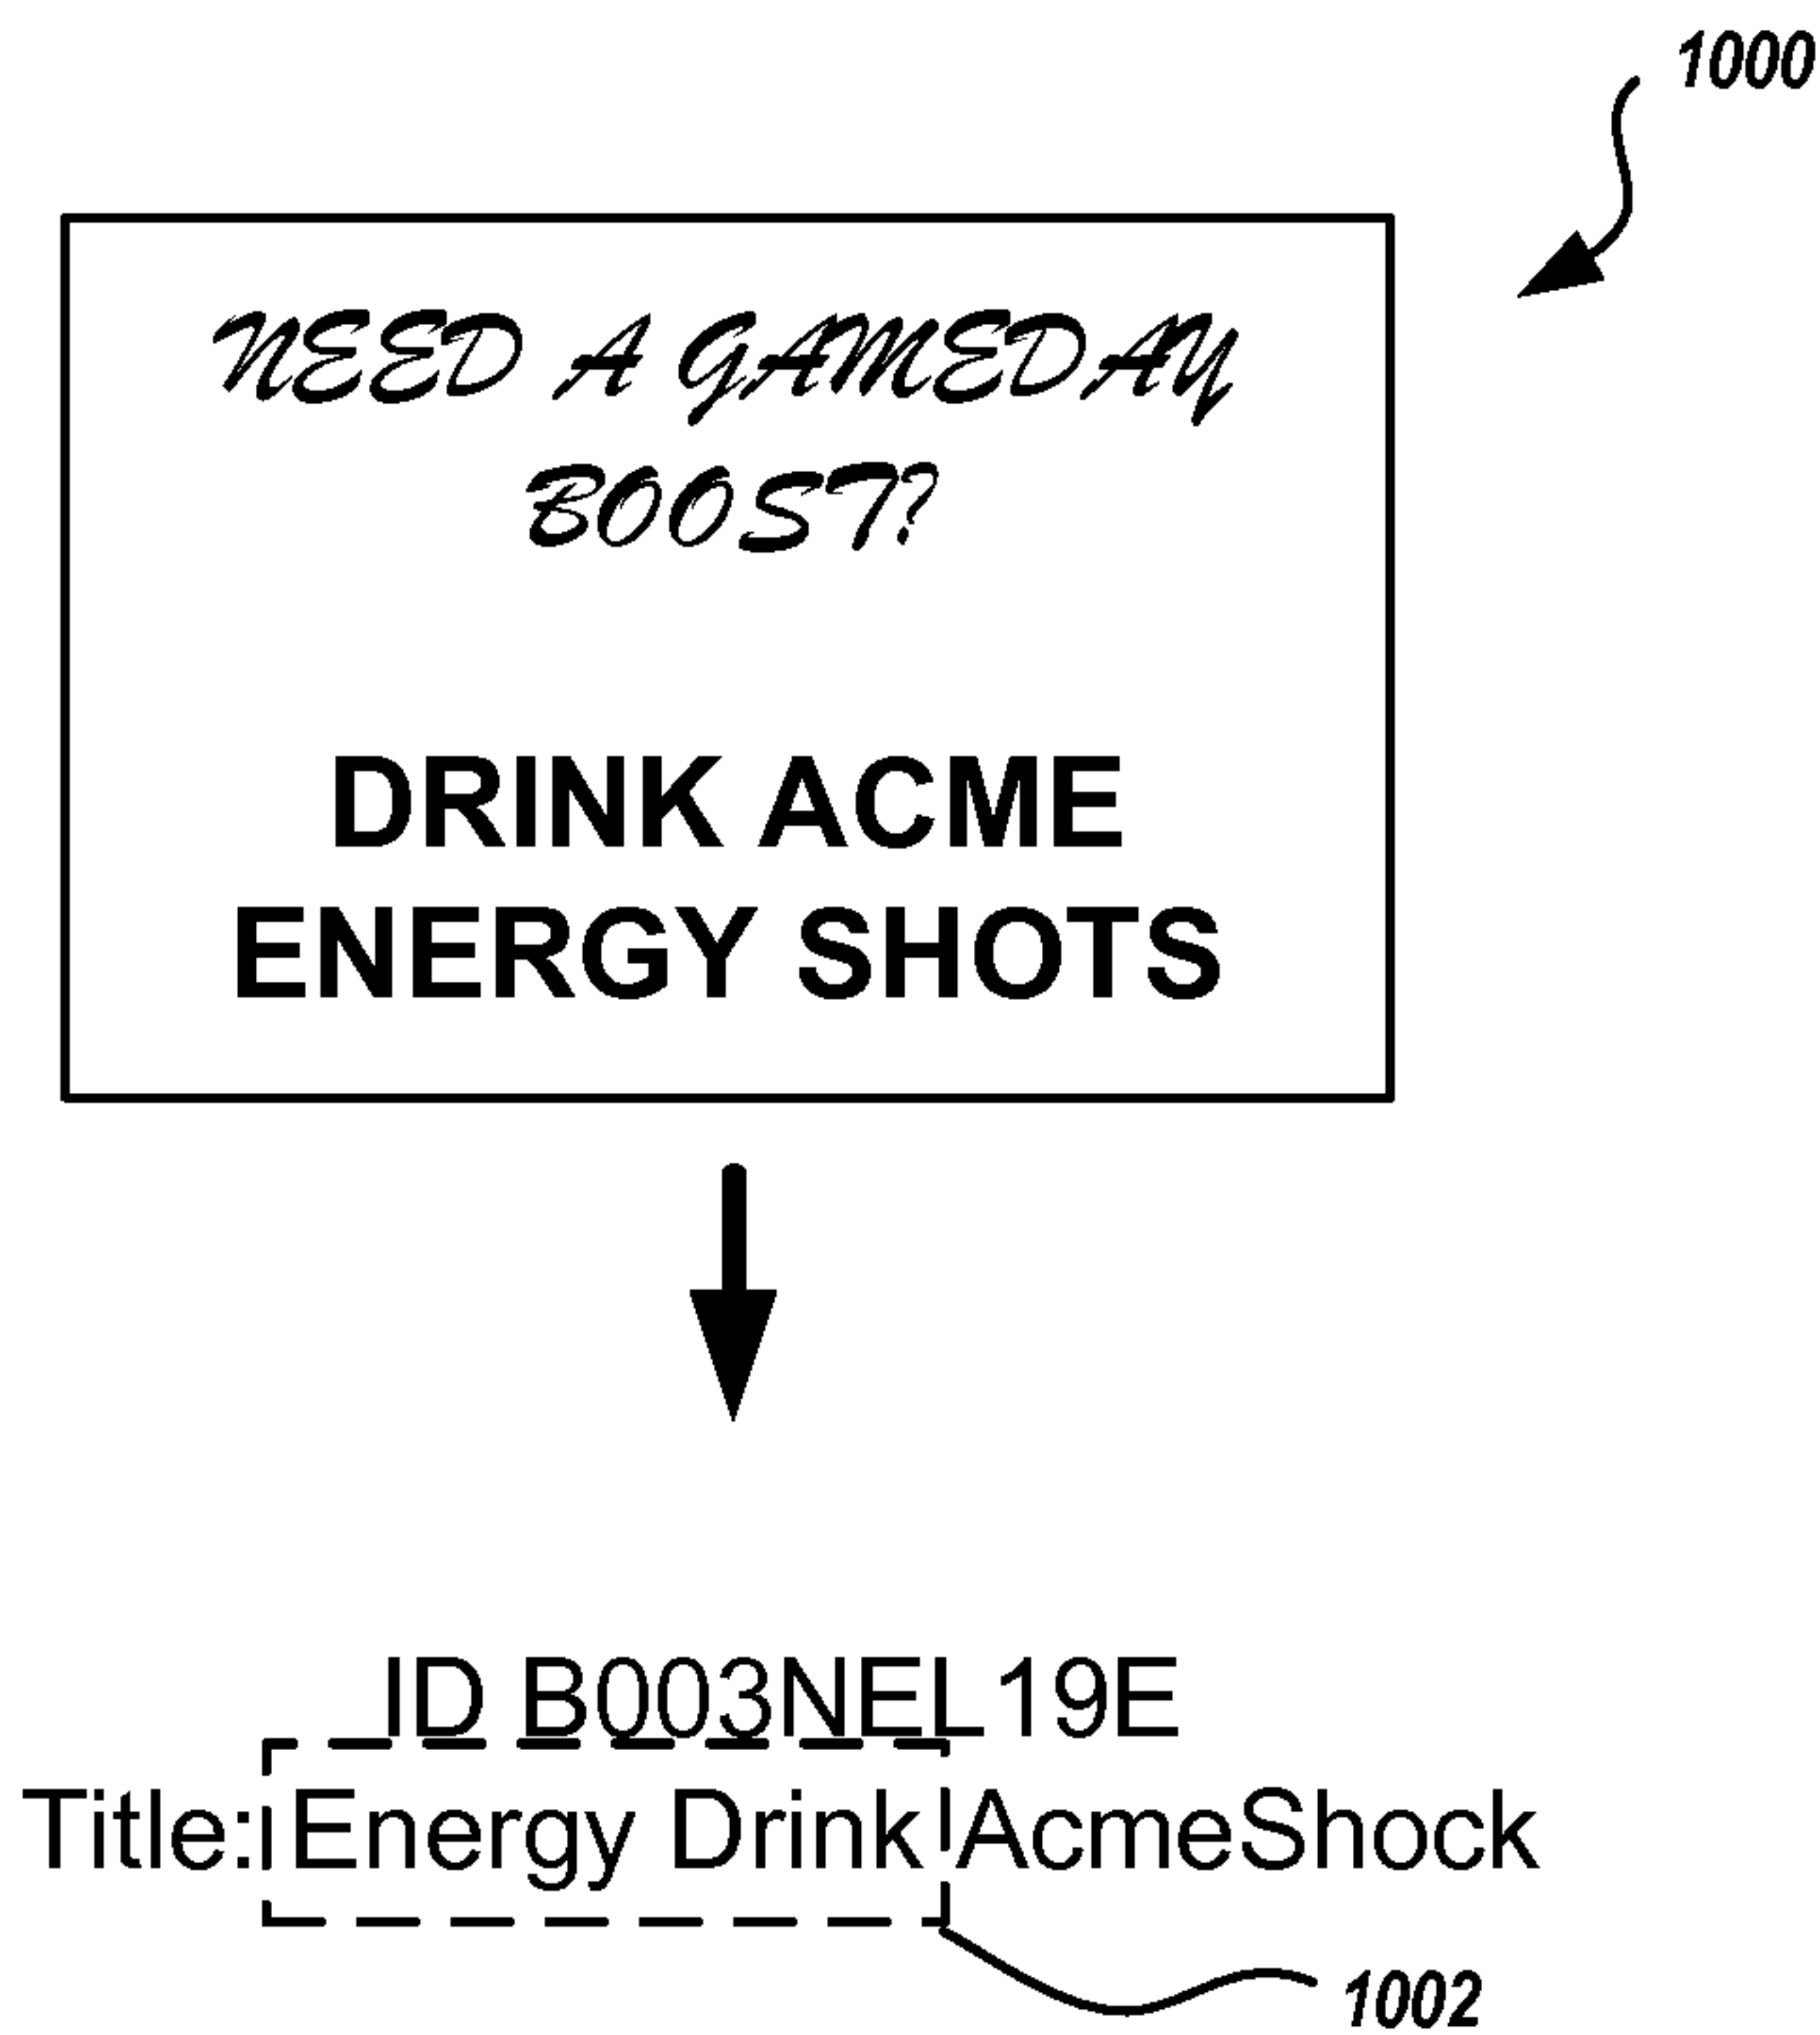 1000
NEED A GAMEDAY
BOOST?
DRINK ACME
ENERGY SHOTS
ID B003NEL19E
Title: Energy Drink AcmeShock
1002